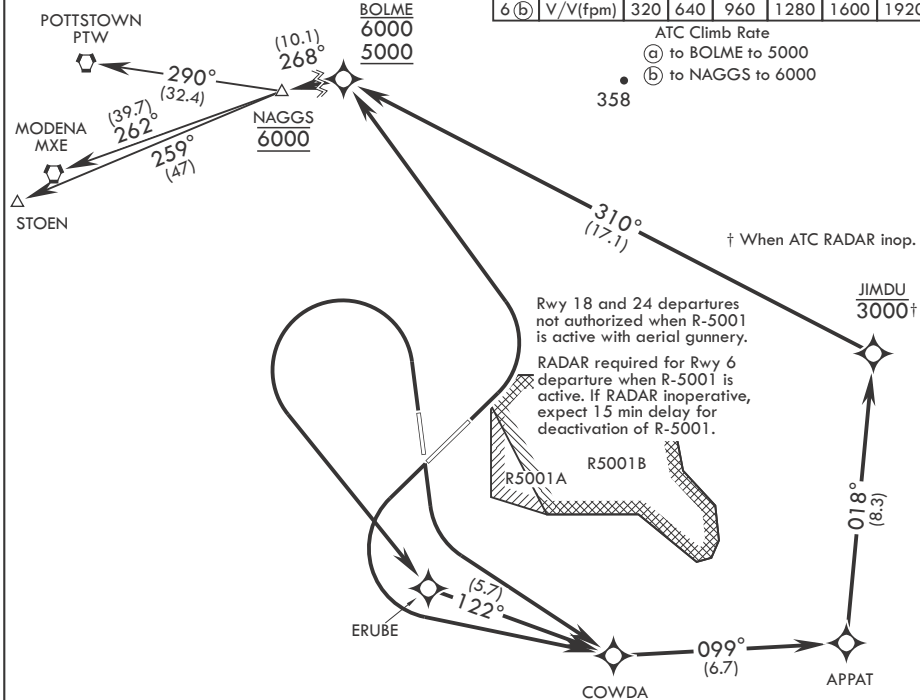 6 ⓑ V/V(fpm) 320 640 960 1280 1600 1920
ATC Climb Rate
ⓐ to BOLME to 5000
ⓑ to NAGGS to 6000
358
BOLME
6000
5000
POTTSTOWN
PTW
(10.1)
268°
290°
(32.4)
NAGGS
6000
(39.7)
262°
MODENA
MXE
259°
(47)
STOEN
310°
(17.1)
† When ATC RADAR inop.
JIMDU
3000†
Rwy 18 and 24 departures
not authorized when R-5001
is active with aerial gunnery.
RADAR required for Rwy 6
departure when R-5001 is
active. If RADAR inoperative,
expect 15 min delay for
deactivation of R-5001.
R5001A
R5001B
018°
(8.3)
(5.7)
122°
ERUBE
099°
(6.7)
COWDA
APPAT